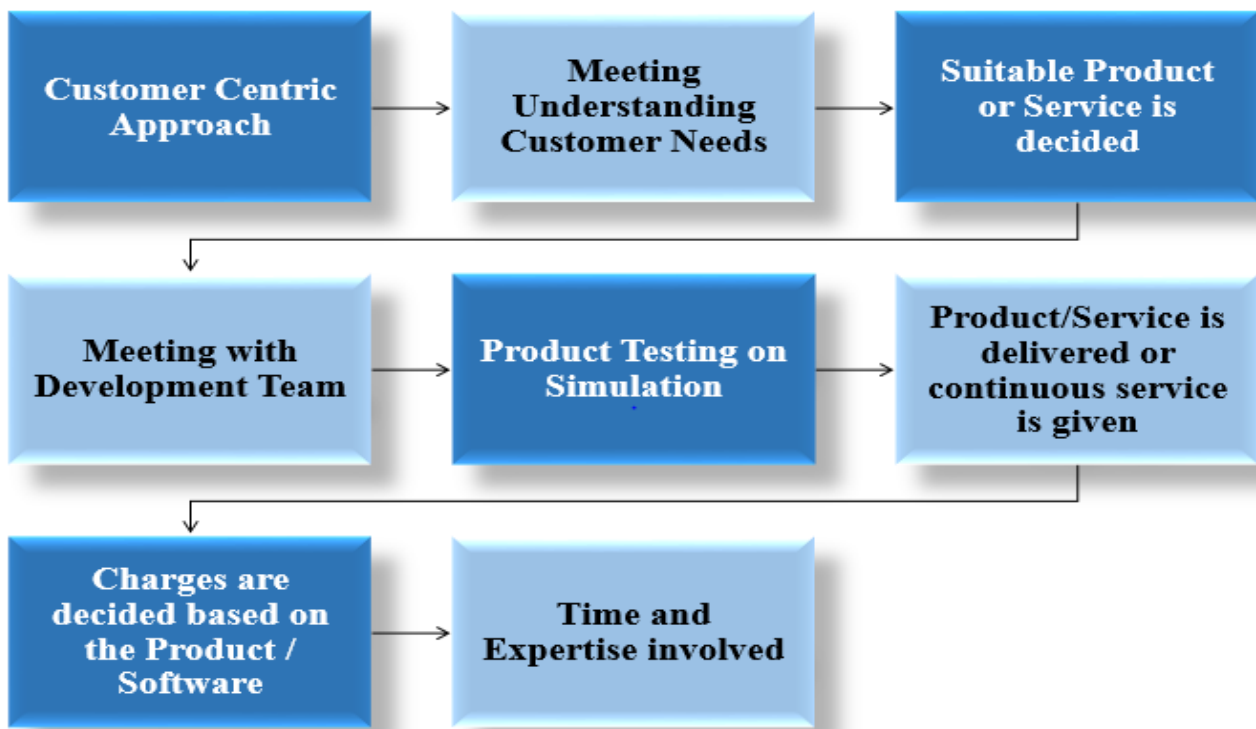 Customer Centric
Approach
Meeting
Understanding
Customer Needs
Suitable Product
or Service is
decided
Meeting with
Development Team
Product Testing on
Simulation
Product/Service is
delivered or
continuous service
is given
Charges are
decided based on
the Product /
Software
Time and
Expertise involved